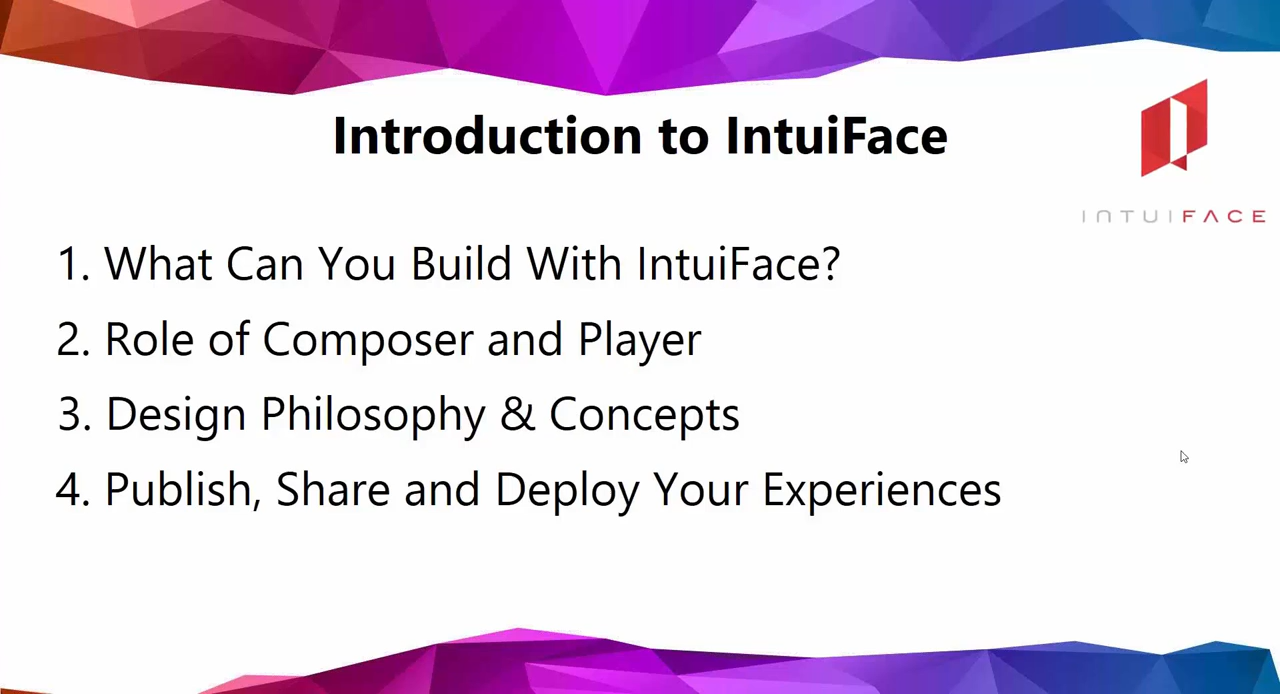 Introduction to IntuiFace
INTUIFACE
1. What Can You Build With IntuiFace?
2. Role of Composer and Player
3. Design Philosophy & Concepts
4. Publish, Share and Deploy Your Experiences